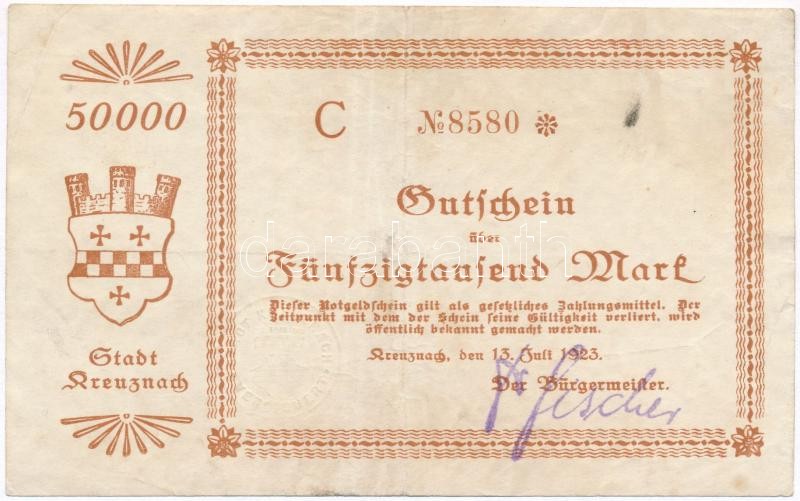 50000
C №8580 *
Gutschein
über
Fünfzigtausend Mark
Dieser Notgeldschein gilt als gesetzliches Zahlungsmittel. Der
Zeitpunkt mit dem der Schein seine Gültigkeit verliert, wird
öffentlich bekannt gemacht werden.
Kreuznach, den 13. Juli 1923.
Der Bürgermeister.
Stadt
Kreuznach
darabanth